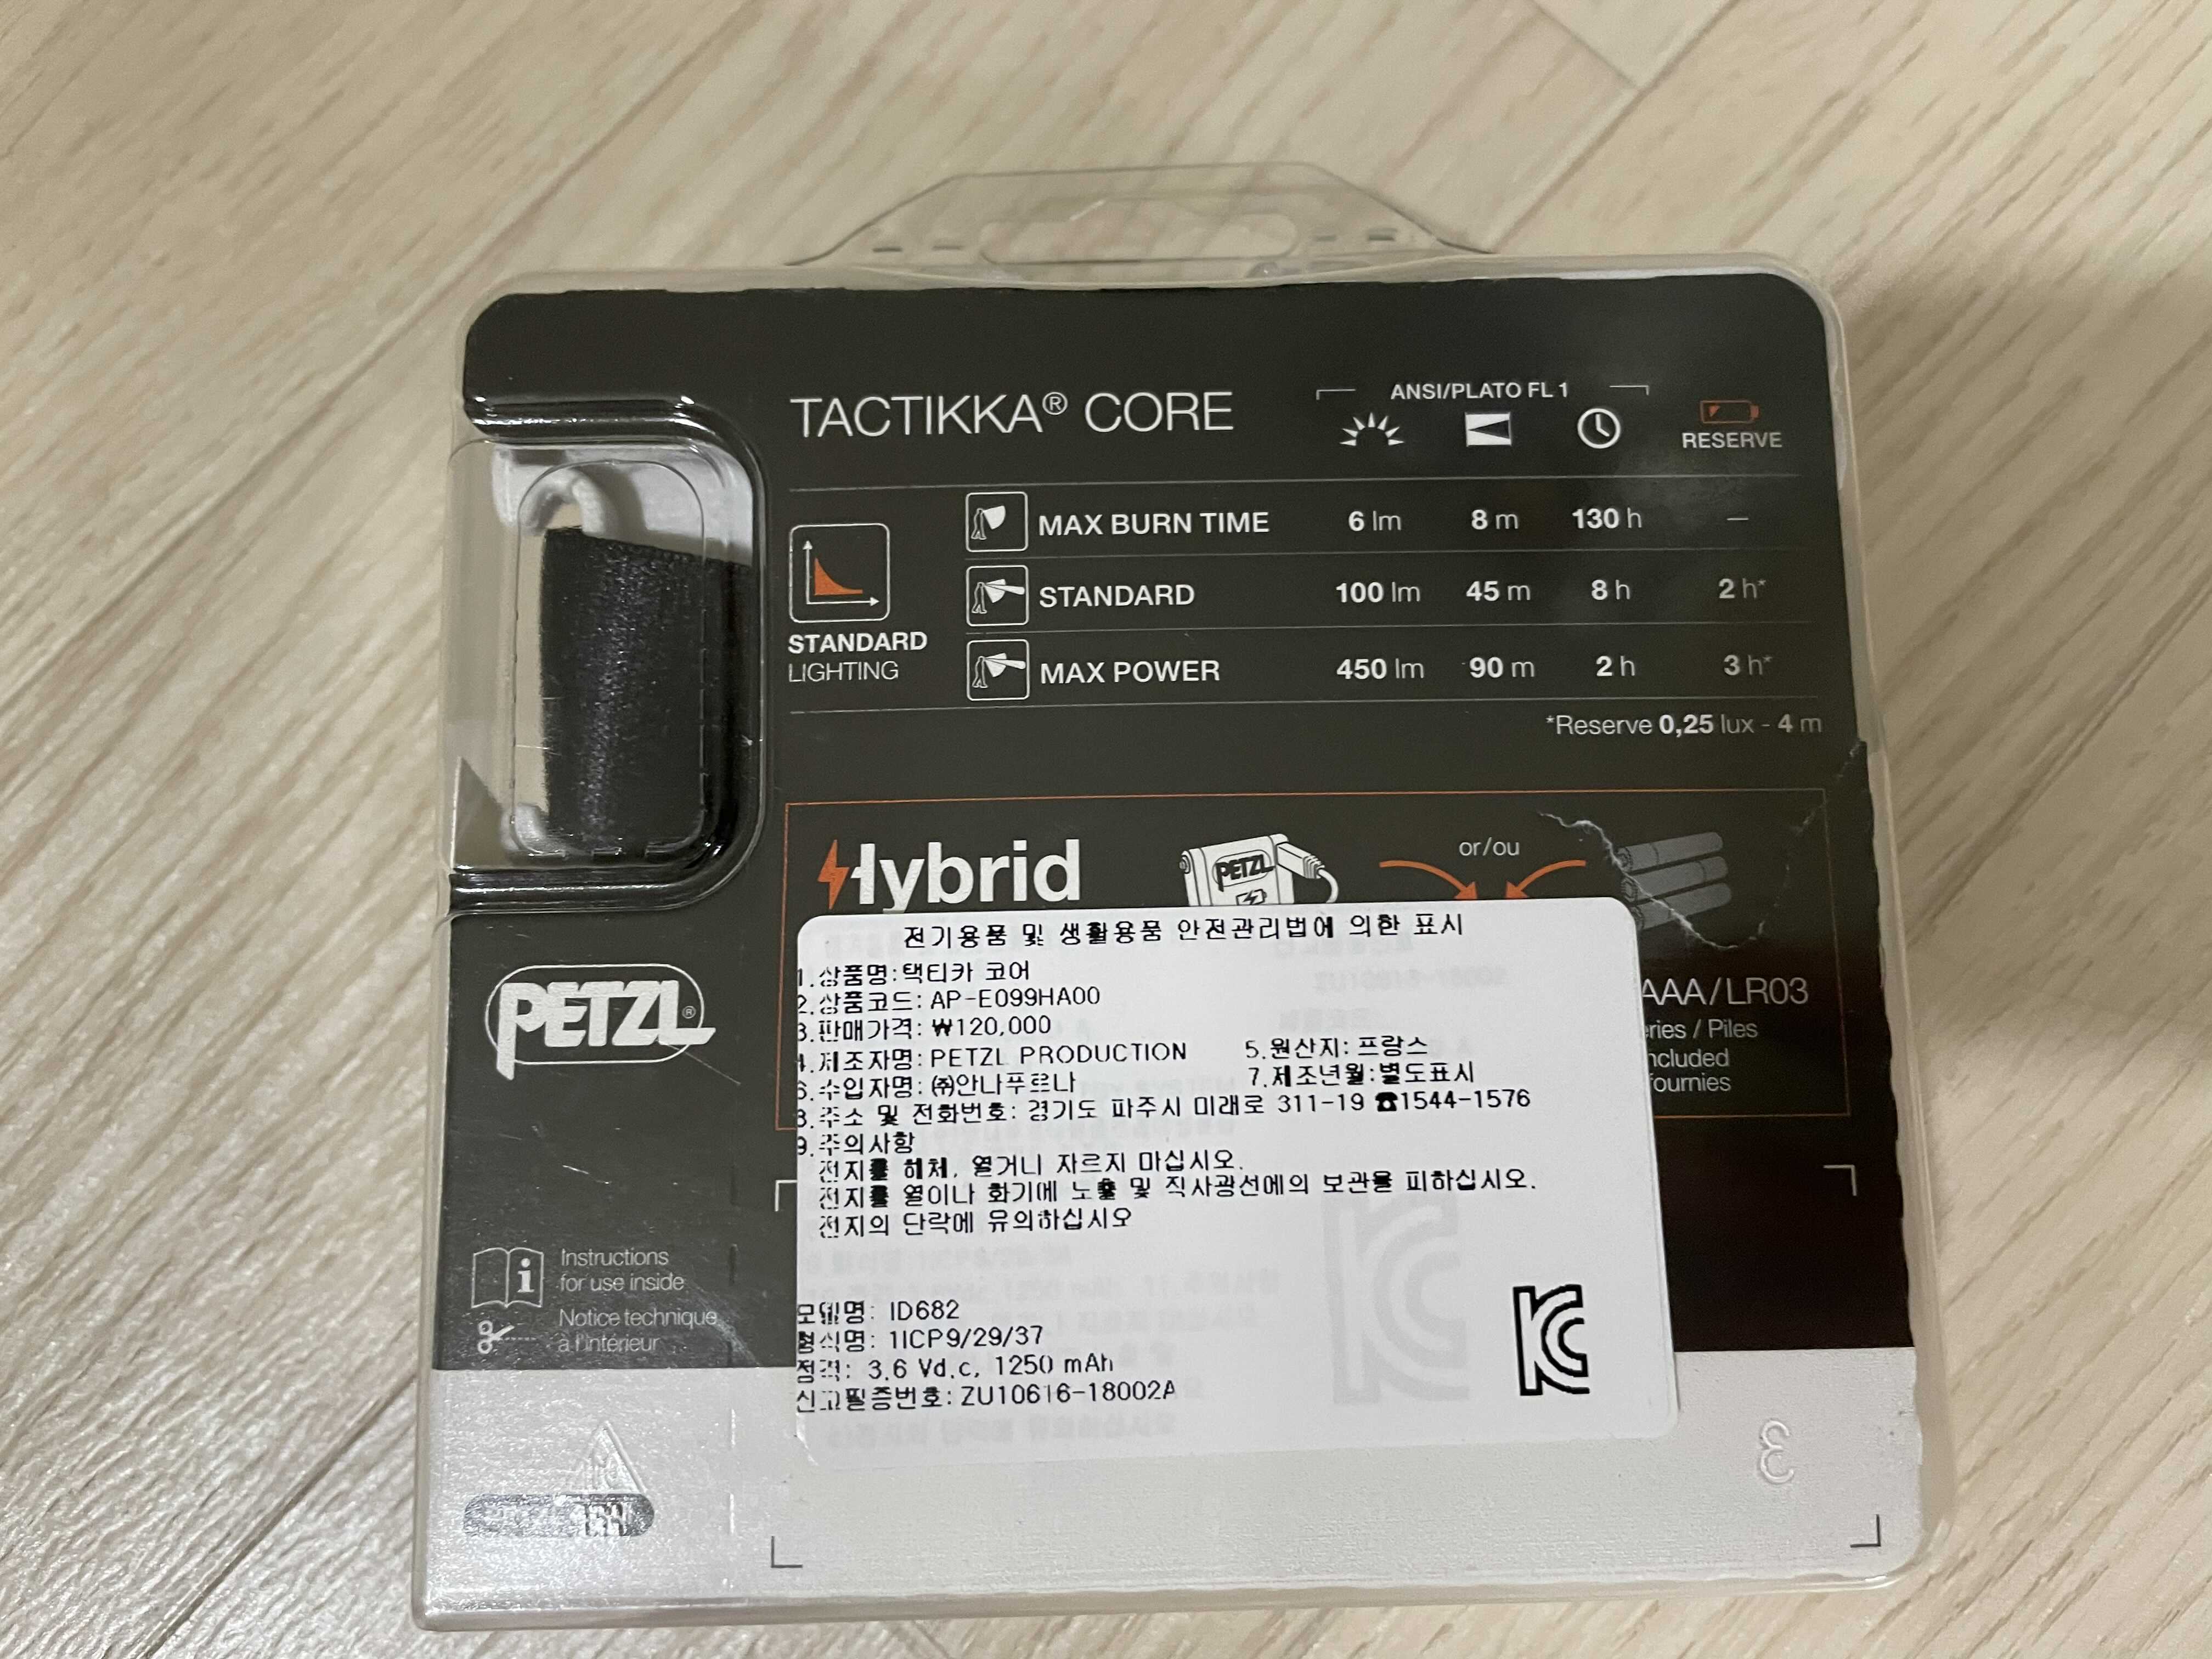 TACTIKKA® CORE
ANSI/PLATO FL 1
RESERVE
MAX BURN TIME 6 lm 8 m 130 h —
STANDARD 100 lm 45 m 8 h 2 h*
MAX POWER 450 lm 90 m 2 h 3 h*
STANDARD
LIGHTING
*Reserve 0,25 lux - 4 m
Hybrid
PETZL
or/ou
AAA/LR03
/ Piles
PETZL®
Instructions
for use inside
Notice technique
à l'intérieur
전기용품 및 생활용품 안전관리법에 의한 표시
1.상품명:택티카 코어
2.상품코드: AP-E099HA00
3.판매가격: ₩120,000
4.제조자명: PETZL PRODUCTION 5.원산지: 프랑스
6.수입자명: ㈜안나푸르나 7.제조년월:별도표시
8.주소 및 전화번호: 경기도 파주시 미래로 311-19 ☎1544-1576
9.주의사항
전지를 해체, 열거나 자르지 마십시오.
전지를 열이나 화기에 노출 및 직사광선에의 보관을 피하십시오.
전지의 단락에 유의하십시오
모델명: ID682
형식명: 1ICP9/29/37
정격: 3.6 Vd.c, 1250 mAh
신고필증번호: ZU10616-18002A
KC
3